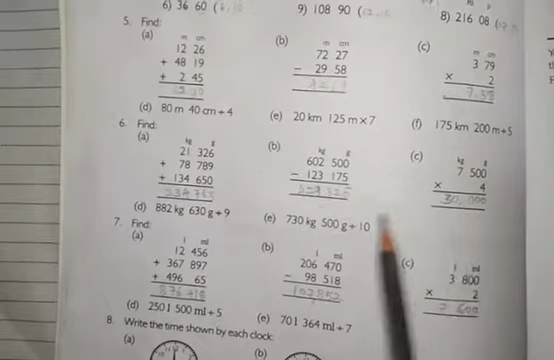 6) 36 60 9) 108 90 8) 216 08
5. Find:
(a) (b) (c)
m cm m cm m cm
12 26 72 27 3 79
+ 48 19 − 29 58 × 2
+ 2 45
(d) 80 m 40 cm ÷ 4 (e) 20 km 125 m × 7 (f) 175 km 200 m ÷ 5
6. Find:
(a) (b) (c)
kg g kg g kg g
21 326 602 500 7 500
+ 78 789 − 123 175 × 4
+ 134 650
30,000
(d) 882 kg 630 g ÷ 9 (e) 730 kg 500 g ÷ 10
7. Find:
(a) (b) (c)
l ml l ml l ml
12 456 206 470 3 800
+ 367 897 − 98 518 × 2
+ 496 65
876 418 7 600
(d) 250 l 500 ml ÷ 5 (e) 701 364 ml ÷ 7
8. Write the time shown by each clock:
(a) (b)